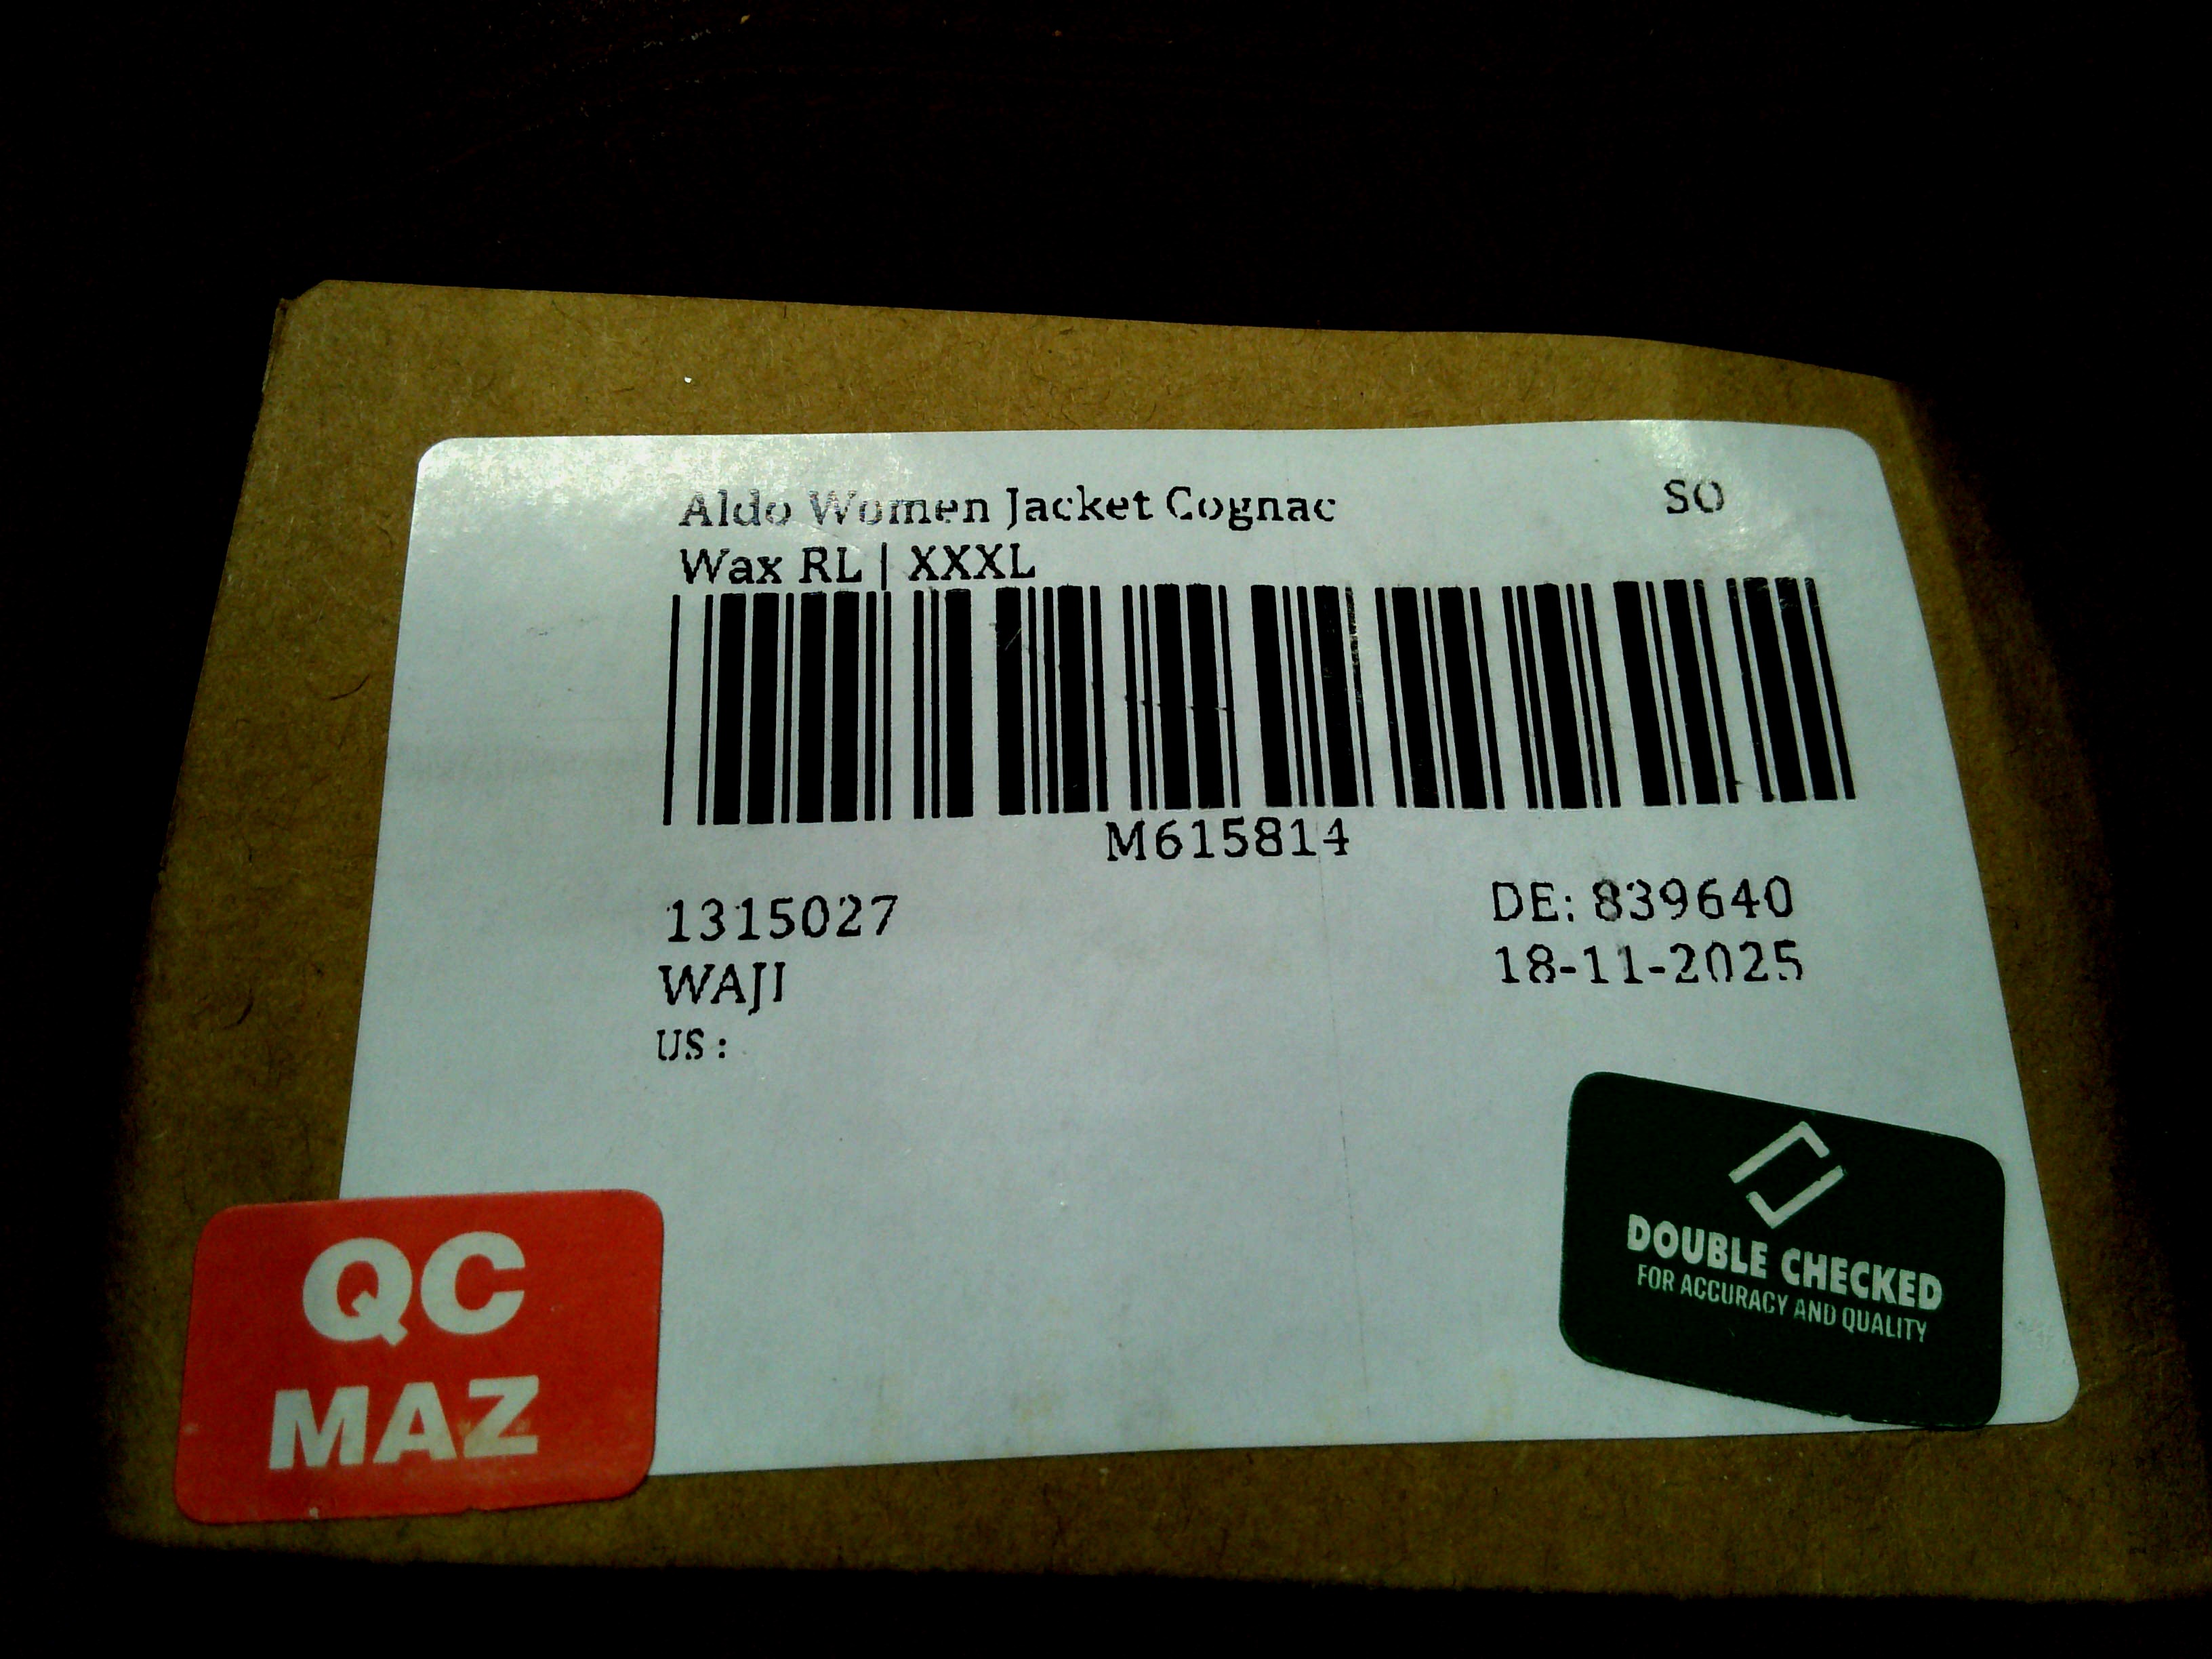 Aldo Women Jacket Cognac SO
Wax RL | XXXL
M615814
1315027 DE: 839640
WAJI 18-11-2025
US :
QC
MAZ
DOUBLE CHECKED
FOR ACCURACY AND QUALITY